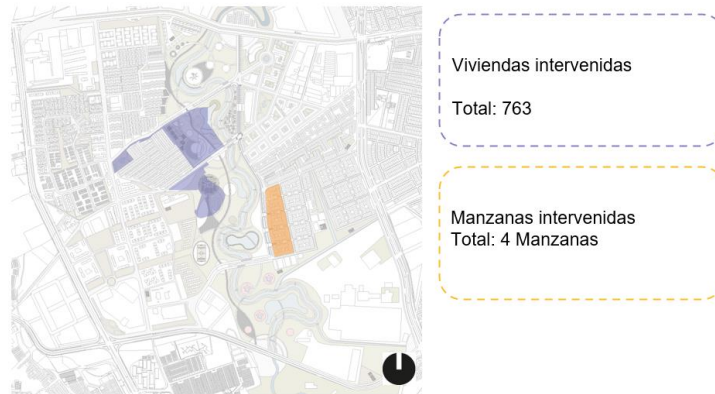 Viviendas intervenidas
Total: 763
Manzanas intervenidas
Total: 4 Manzanas